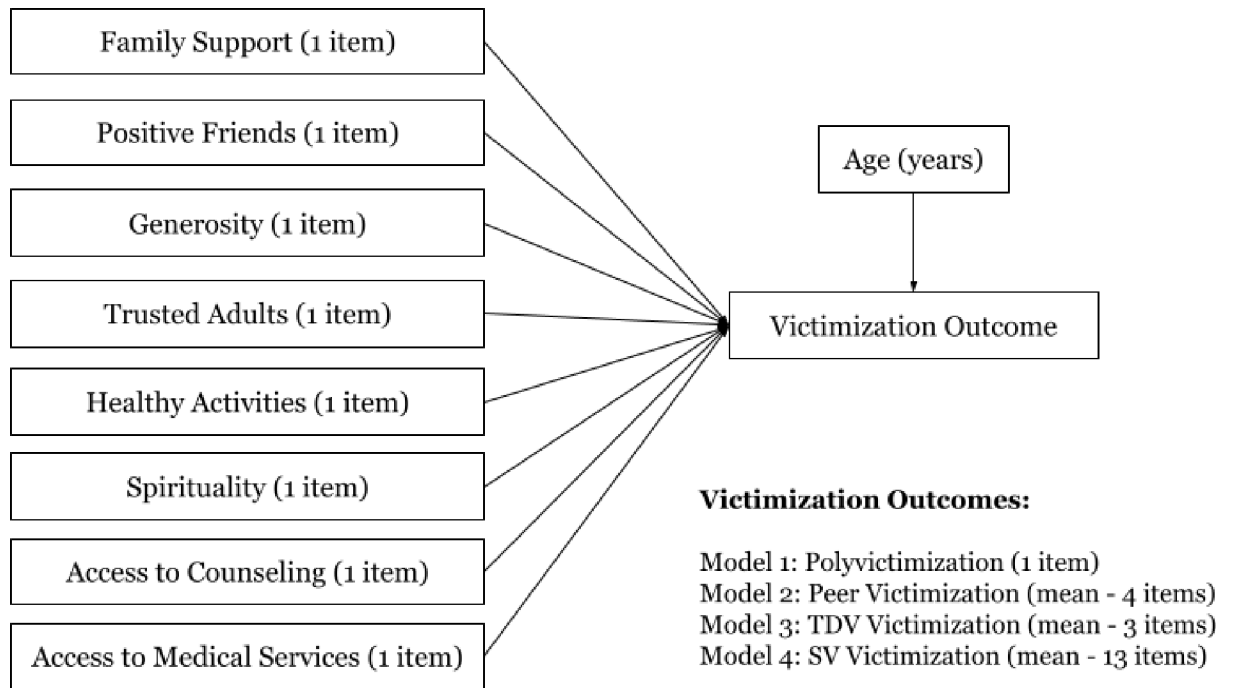 Family Support (1 item)
Positive Friends (1 item)
Generosity (1 item)
Trusted Adults (1 item)
Healthy Activities (1 item)
Spirituality (1 item)
Access to Counseling (1 item)
Access to Medical Services (1 item)
Age (years)
Victimization Outcome
Victimization Outcomes:
Model 1: Polyvictimization (1 item)
Model 2: Peer Victimization (mean - 4 items)
Model 3: TDV Victimization (mean - 3 items)
Model 4: SV Victimization (mean - 13 items)